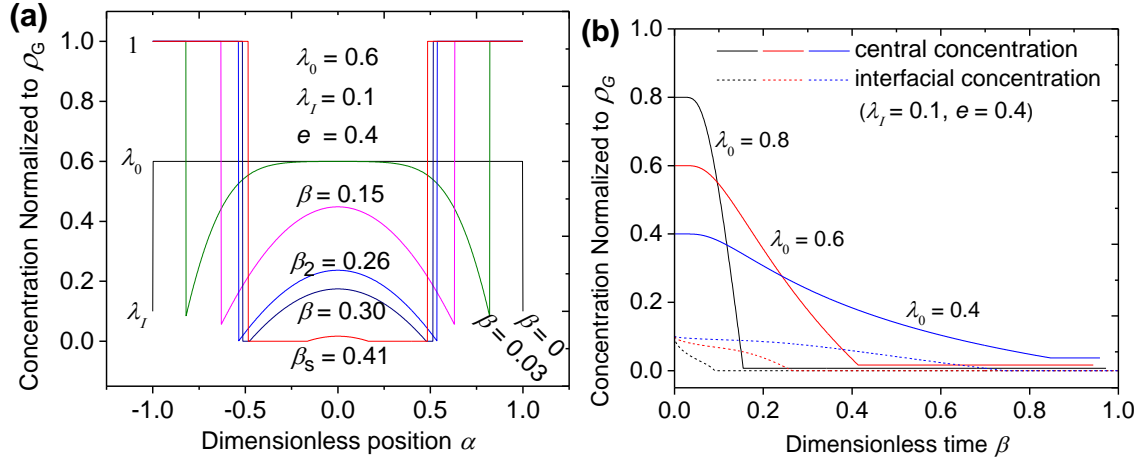 (a)
Concentration Normalized to ρG
1.0
0.8
0.6
0.4
0.2
0.0
1
λ0
λI
λ0 = 0.6
λI = 0.1
e = 0.4
β = 0.15
β2 = 0.26
β = 0.30
βs = 0.41
β = 0.03
β = 0
-1.0 -0.5 0.0 0.5 1.0
Dimensionless position α
(b)
Concentration Normalized to ρG
1.0
0.8
0.6
0.4
0.2
0.0
central concentration
interfacial concentration
(λI = 0.1, e = 0.4)
λ0 = 0.8
λ0 = 0.6
λ0 = 0.4
0.0 0.2 0.4 0.6 0.8 1.0
Dimensionless time β